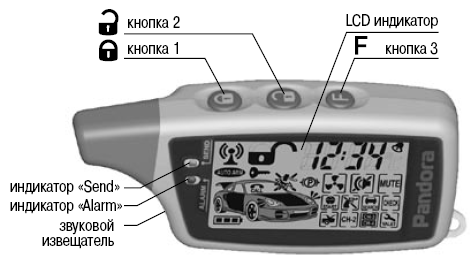 кнопка 2
LCD индикатор
кнопка 1
F кнопка 3
F
SEND
12:34
AUTO ARM
P
MUTE
индикатор «Send»
ALARM
индикатор «Alarm»
CH-2
CHECK
звуковой
извещатель
Pandora